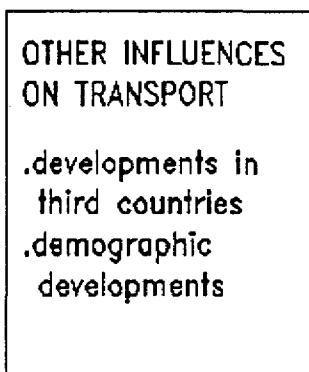 OTHER INFLUENCES
ON TRANSPORT
.developments in
third countries
.demographic
developments